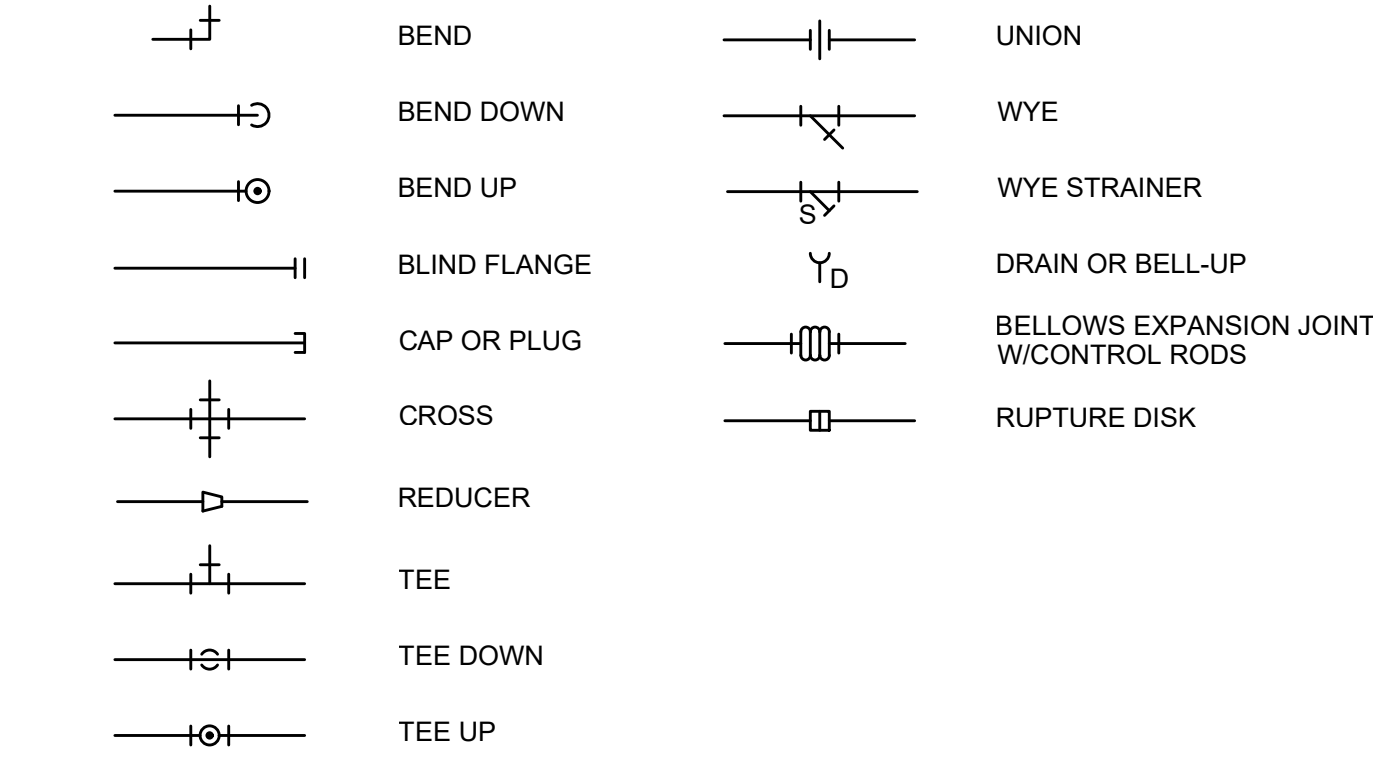 BEND
BEND DOWN
BEND UP
BLIND FLANGE
CAP OR PLUG
CROSS
REDUCER
TEE
TEE DOWN
TEE UP
UNION
WYE
S
WYE STRAINER
D
DRAIN OR BELL-UP
BELLOWS EXPANSION JOINT
W/CONTROL RODS
RUPTURE DISK